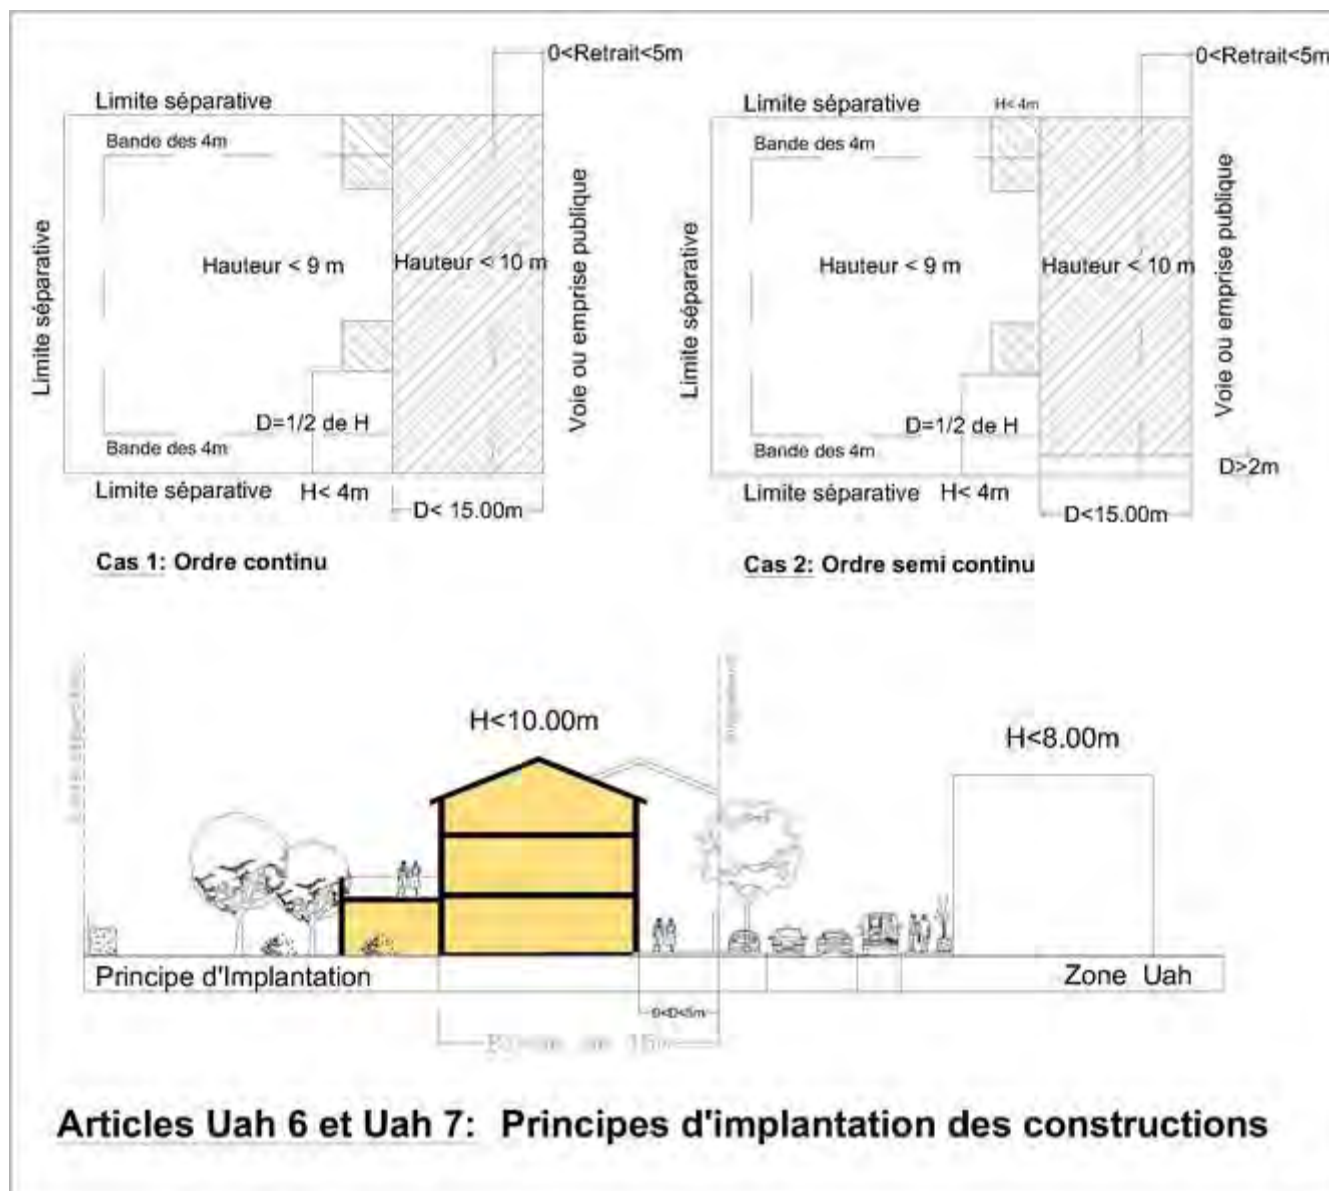 0<Retrait<5m
Limite séparative
Bande des 4m
Limite séparative
Hauteur < 9 m
Hauteur < 10 m
Voie ou emprise publique
D=1/2 de H
Bande des 4m
Limite séparative
H< 4m
D< 15.00m
Cas 1: Ordre continu
0<Retrait<5m
Limite séparative
H< 4m
Bande des 4m
Limite séparative
Hauteur < 9 m
Hauteur < 10 m
Voie ou emprise publique
D=1/2 de H
Bande des 4m
D>2m
Limite séparative
H< 4m
D<15.00m
Cas 2: Ordre semi continu
H<10.00m
H<8.00m
Principe d'Implantation
Zone Uah
0<D<5m
Articles Uah 6 et Uah 7: Principes d'implantation des constructions